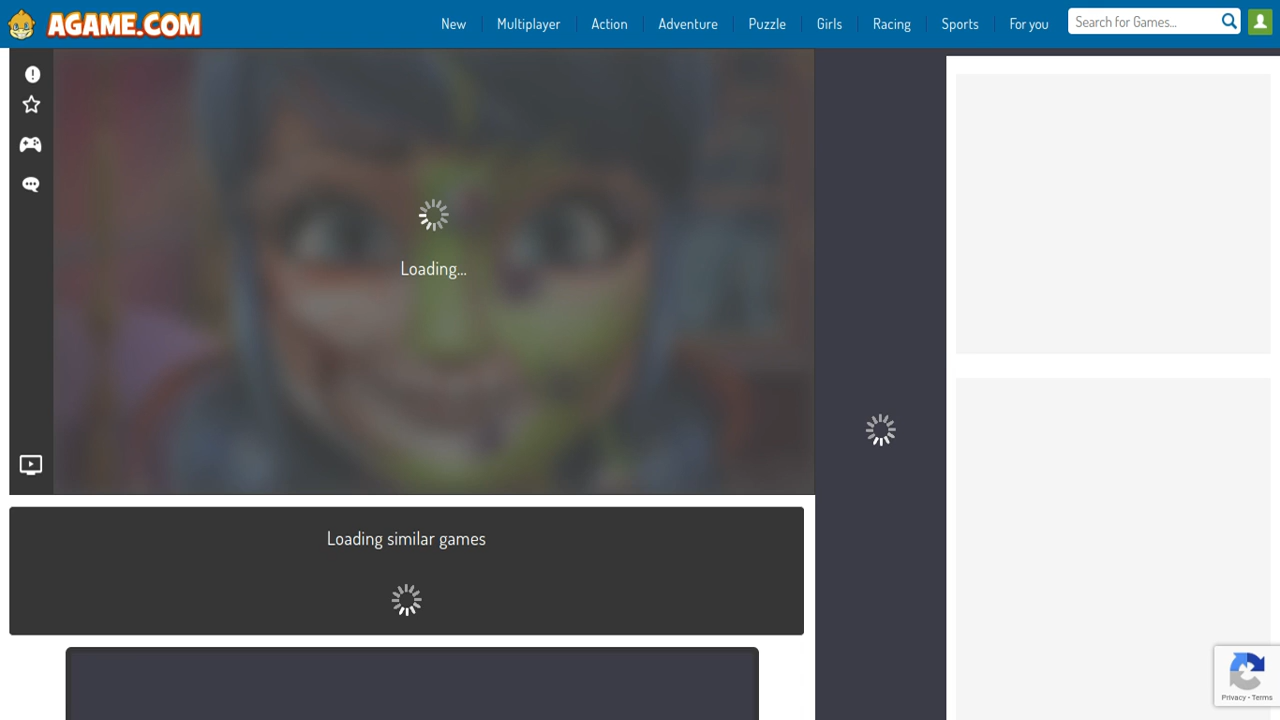 AGAME.COM
New
Multiplayer
Action
Adventure
Puzzle
Girls
Racing
Sports
For you
Search for Games...
Loading...
Loading similar games
Privacy - Terms